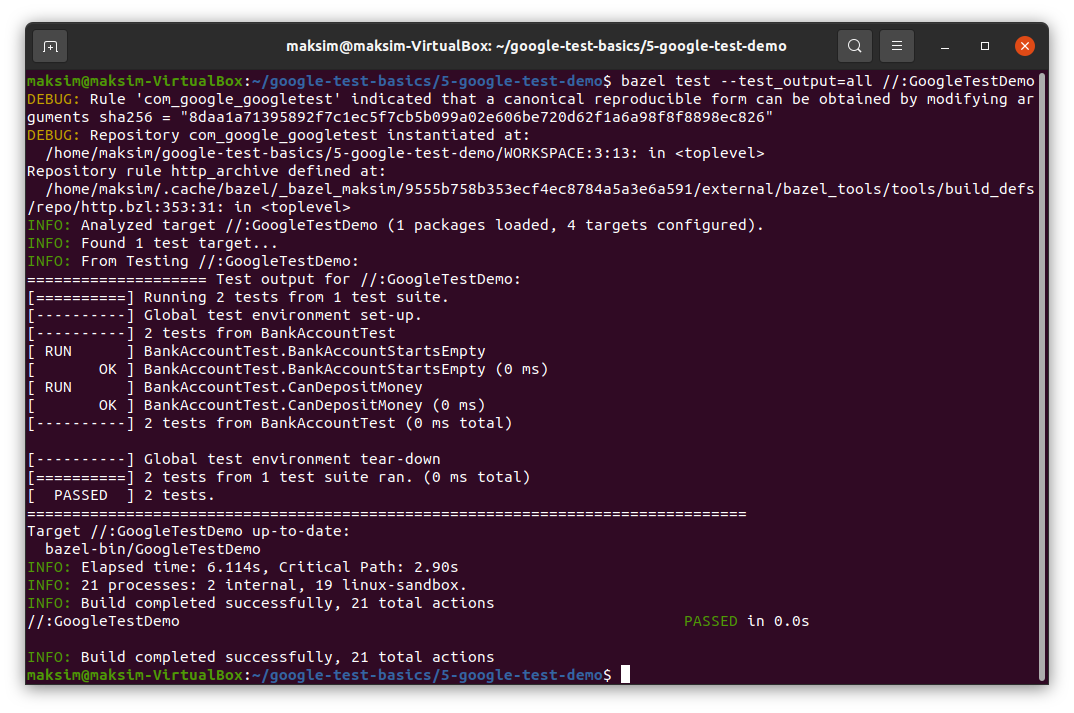 maksim@maksim-VirtualBox: ~/google-test-basics/5-google-test-demo
maksim@maksim-VirtualBox:~/google-test-basics/5-google-test-demo$ bazel test --test_output=all //:GoogleTestDemo
DEBUG: Rule 'com_google_googletest' indicated that a canonical reproducible form can be obtained by modifying ar
guments sha256 = "8daa1a71395892f7c1ec5f7cb5b099a02e606be720d62f1a6a98f8f8898ec826"
DEBUG: Repository com_google_googletest instantiated at:
  /home/maksim/google-test-basics/5-google-test-demo/WORKSPACE:3:13: in <toplevel>
Repository rule http_archive defined at:
  /home/maksim/.cache/bazel/_bazel_maksim/9555b758b353ecf4ec8784a5a3e6a591/external/bazel_tools/tools/build_defs
/repo/http.bzl:353:31: in <toplevel>
INFO: Analyzed target //:GoogleTestDemo (1 packages loaded, 4 targets configured).
INFO: Found 1 test target...
INFO: From Testing //:GoogleTestDemo:
==================== Test output for //:GoogleTestDemo:
[==========] Running 2 tests from 1 test suite.
[----------] Global test environment set-up.
[----------] 2 tests from BankAccountTest
[ RUN      ] BankAccountTest.BankAccountStartsEmpty
[       OK ] BankAccountTest.BankAccountStartsEmpty (0 ms)
[ RUN      ] BankAccountTest.CanDepositMoney
[       OK ] BankAccountTest.CanDepositMoney (0 ms)
[----------] 2 tests from BankAccountTest (0 ms total)
[----------] Global test environment tear-down
[==========] 2 tests from 1 test suite ran. (0 ms total)
[  PASSED  ] 2 tests.
================================================================================
Target //:GoogleTestDemo up-to-date:
  bazel-bin/GoogleTestDemo
INFO: Elapsed time: 6.114s, Critical Path: 2.90s
INFO: 21 processes: 2 internal, 19 linux-sandbox.
INFO: Build completed successfully, 21 total actions
//:GoogleTestDemo                                                        PASSED in 0.0s
INFO: Build completed successfully, 21 total actions
maksim@maksim-VirtualBox:~/google-test-basics/5-google-test-demo$